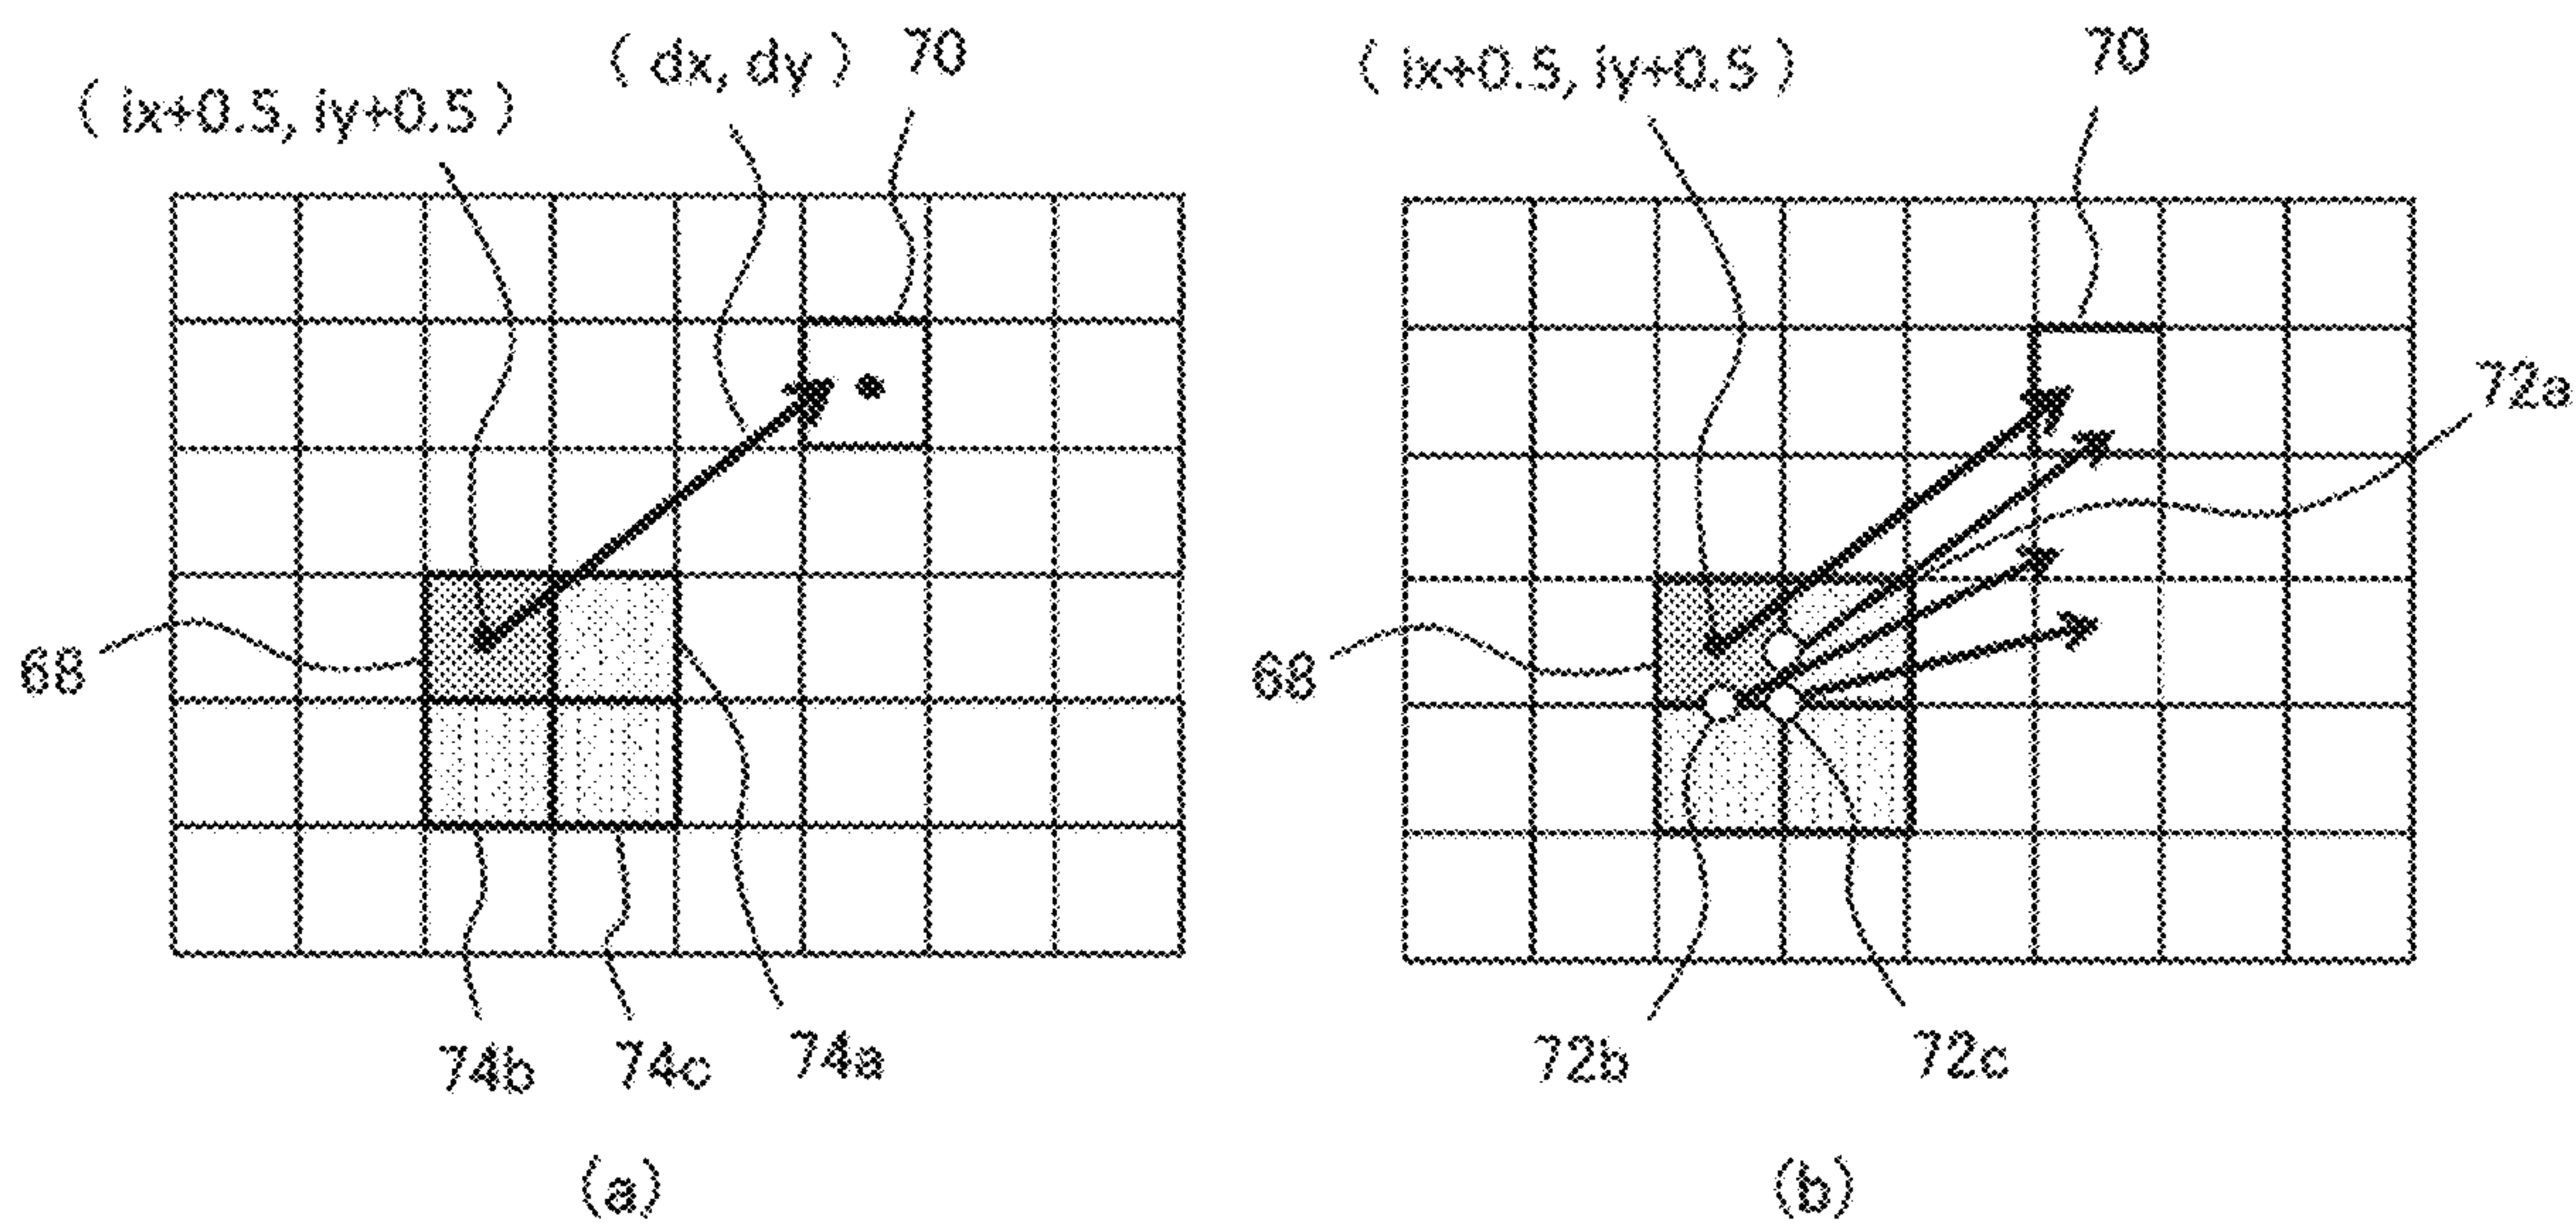 ( ix+0.5, iy+0.5 )
( dx, dy )
70
68
74b
74c
74a
(a)
( ix+0.5, iy+0.5 )
70
72a
68
72b
72c
(b)